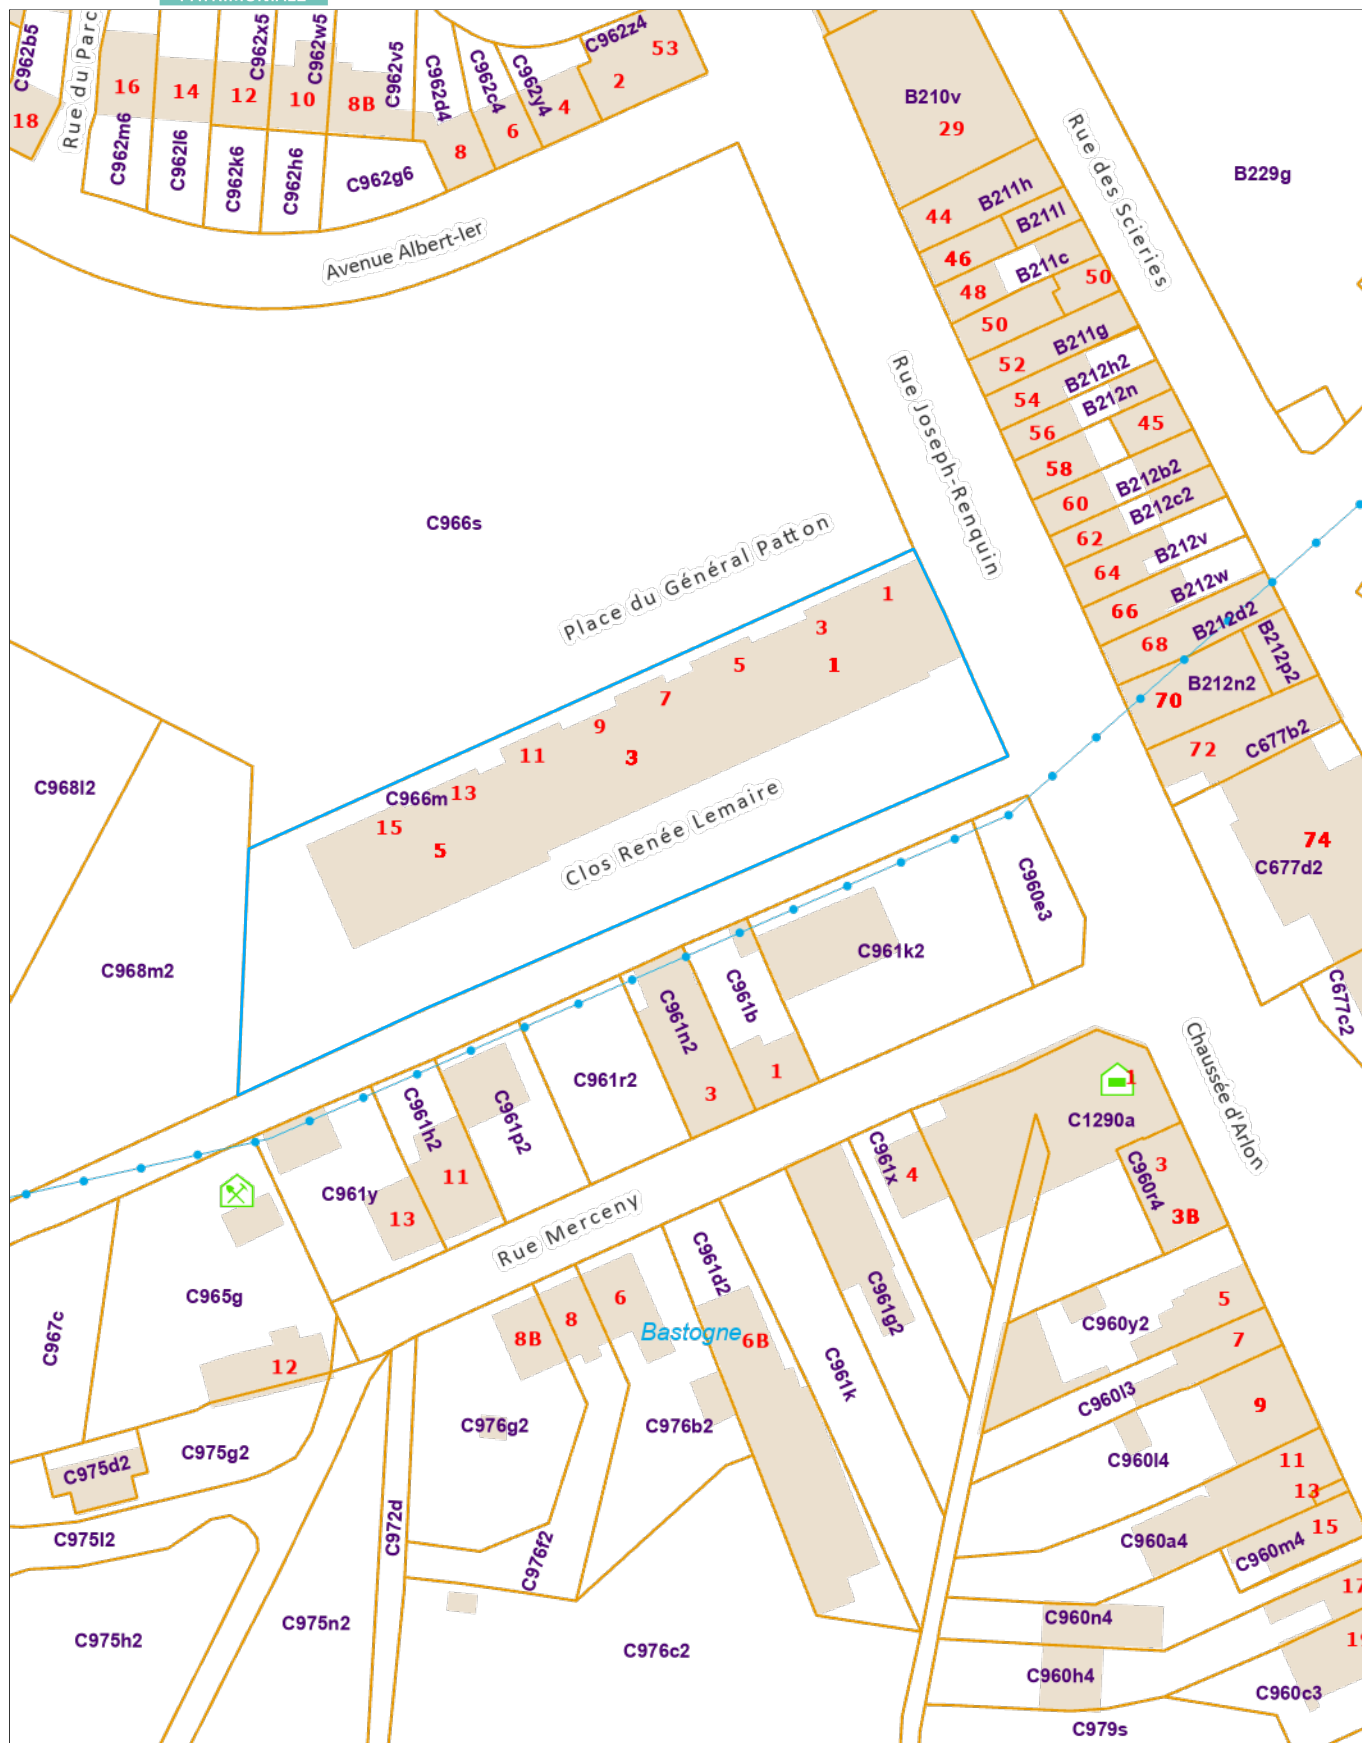 C962b5
Rue du Parc
C962x5
C962w5
C962v5
C962d4
C962c4
C962y4
C962z4
53
18
16
14
12
10
8B
8
6
4
2
C962m6
C962l6
C962k6
C962h6
C962g6
Avenue Albert-Ier
B210v
29
Rue des Scieries
B229g
44
B211h
B211l
46
B211c
48
50
50
B211g
52
B212h2
54
B212n
56
45
58
B212b2
60
B212c2
62
B212v
64
B212w
66
B212d2
68
B212p2
B212n2
70
72
C677b2
74
C677d2
C677c2
Rue Joseph-Renquin
C966s
Place du Général Patton
1
3
5
1
7
9
11
3
13
C966m
15
5
Clos Renée Lemaire
C968l2
C968m2
C960e3
C961k2
C961b
C961n2
C961r2
1
3
C961p2
C961h2
11
C961y
13
Rue Merceny
Chaussée d'Arlon
1
C1290a
C961x
4
3
C960r4
3B
C965g
C967c
12
C961d2
C961g2
8B
8
6
Bastogne
6B
C961k
5
C960y2
7
C960l3
9
C960l4
11
13
15
C960a4
C960m4
17
C976g2
C976b2
C975g2
C975d2
C975l2
C972d
C976f2
C975h2
C975n2
C976c2
C960n4
C960h4
C960c3
C979s